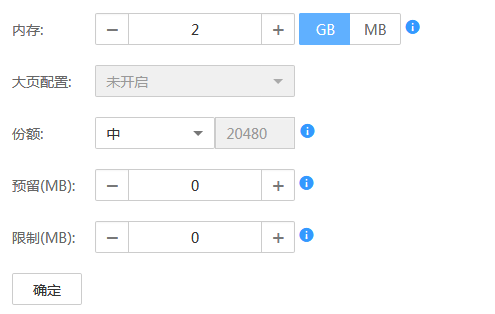 内存: − 2 + GB MB
大页配置: 未开启
份额: 中 20480
预留(MB): − 0 +
限制(MB): − 0 +
确定